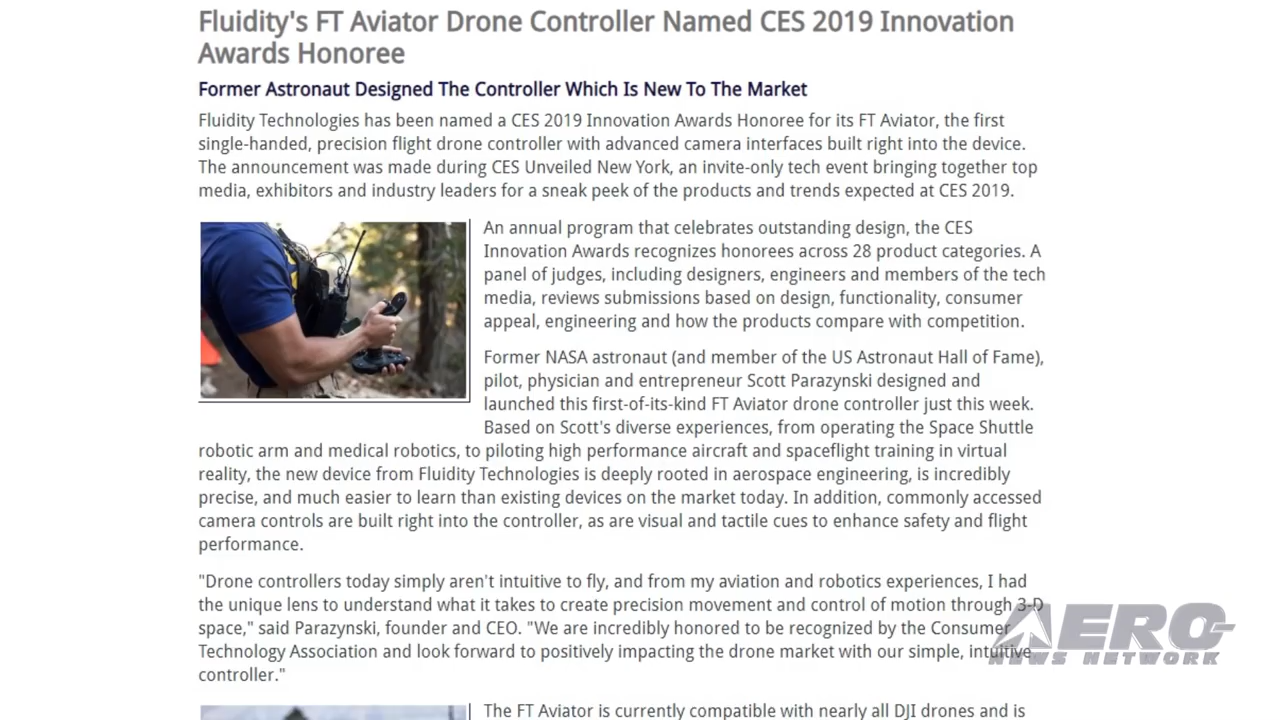 Fluidity's FT Aviator Drone Controller Named CES 2019 Innovation
Awards Honoree
Former Astronaut Designed The Controller Which Is New To The Market
Fluidity Technologies has been named a CES 2019 Innovation Awards Honoree for its FT Aviator, the first
single-handed, precision flight drone controller with advanced camera interfaces built right into the device.
The announcement was made during CES Unveiled New York, an invite-only tech event bringing together top
media, exhibitors and industry leaders for a sneak peek of the products and trends expected at CES 2019.
An annual program that celebrates outstanding design, the CES
Innovation Awards recognizes honorees across 28 product categories. A
panel of judges, including designers, engineers and members of the tech
media, reviews submissions based on design, functionality, consumer
appeal, engineering and how the products compare with competition.
Former NASA astronaut (and member of the US Astronaut Hall of Fame),
pilot, physician and entrepreneur Scott Parazynski designed and
launched this first-of-its-kind FT Aviator drone controller just this week.
Based on Scott's diverse experiences, from operating the Space Shuttle
robotic arm and medical robotics, to piloting high performance aircraft and spaceflight training in virtual
reality, the new device from Fluidity Technologies is deeply rooted in aerospace engineering, is incredibly
precise, and much easier to learn than existing devices on the market today. In addition, commonly accessed
camera controls are built right into the controller, as are visual and tactile cues to enhance safety and flight
performance.
"Drone controllers today simply aren't intuitive to fly, and from my aviation and robotics experiences, I had
the unique lens to understand what it takes to create precision movement and control of motion through 3-D
space," said Parazynski, founder and CEO. "We are incredibly honored to be recognized by the Consumer
Technology Association and look forward to positively impacting the drone market with our simple, intuitive
controller."
AERO
NEWS NETWORK
The FT Aviator is currently compatible with nearly all DJI drones and is